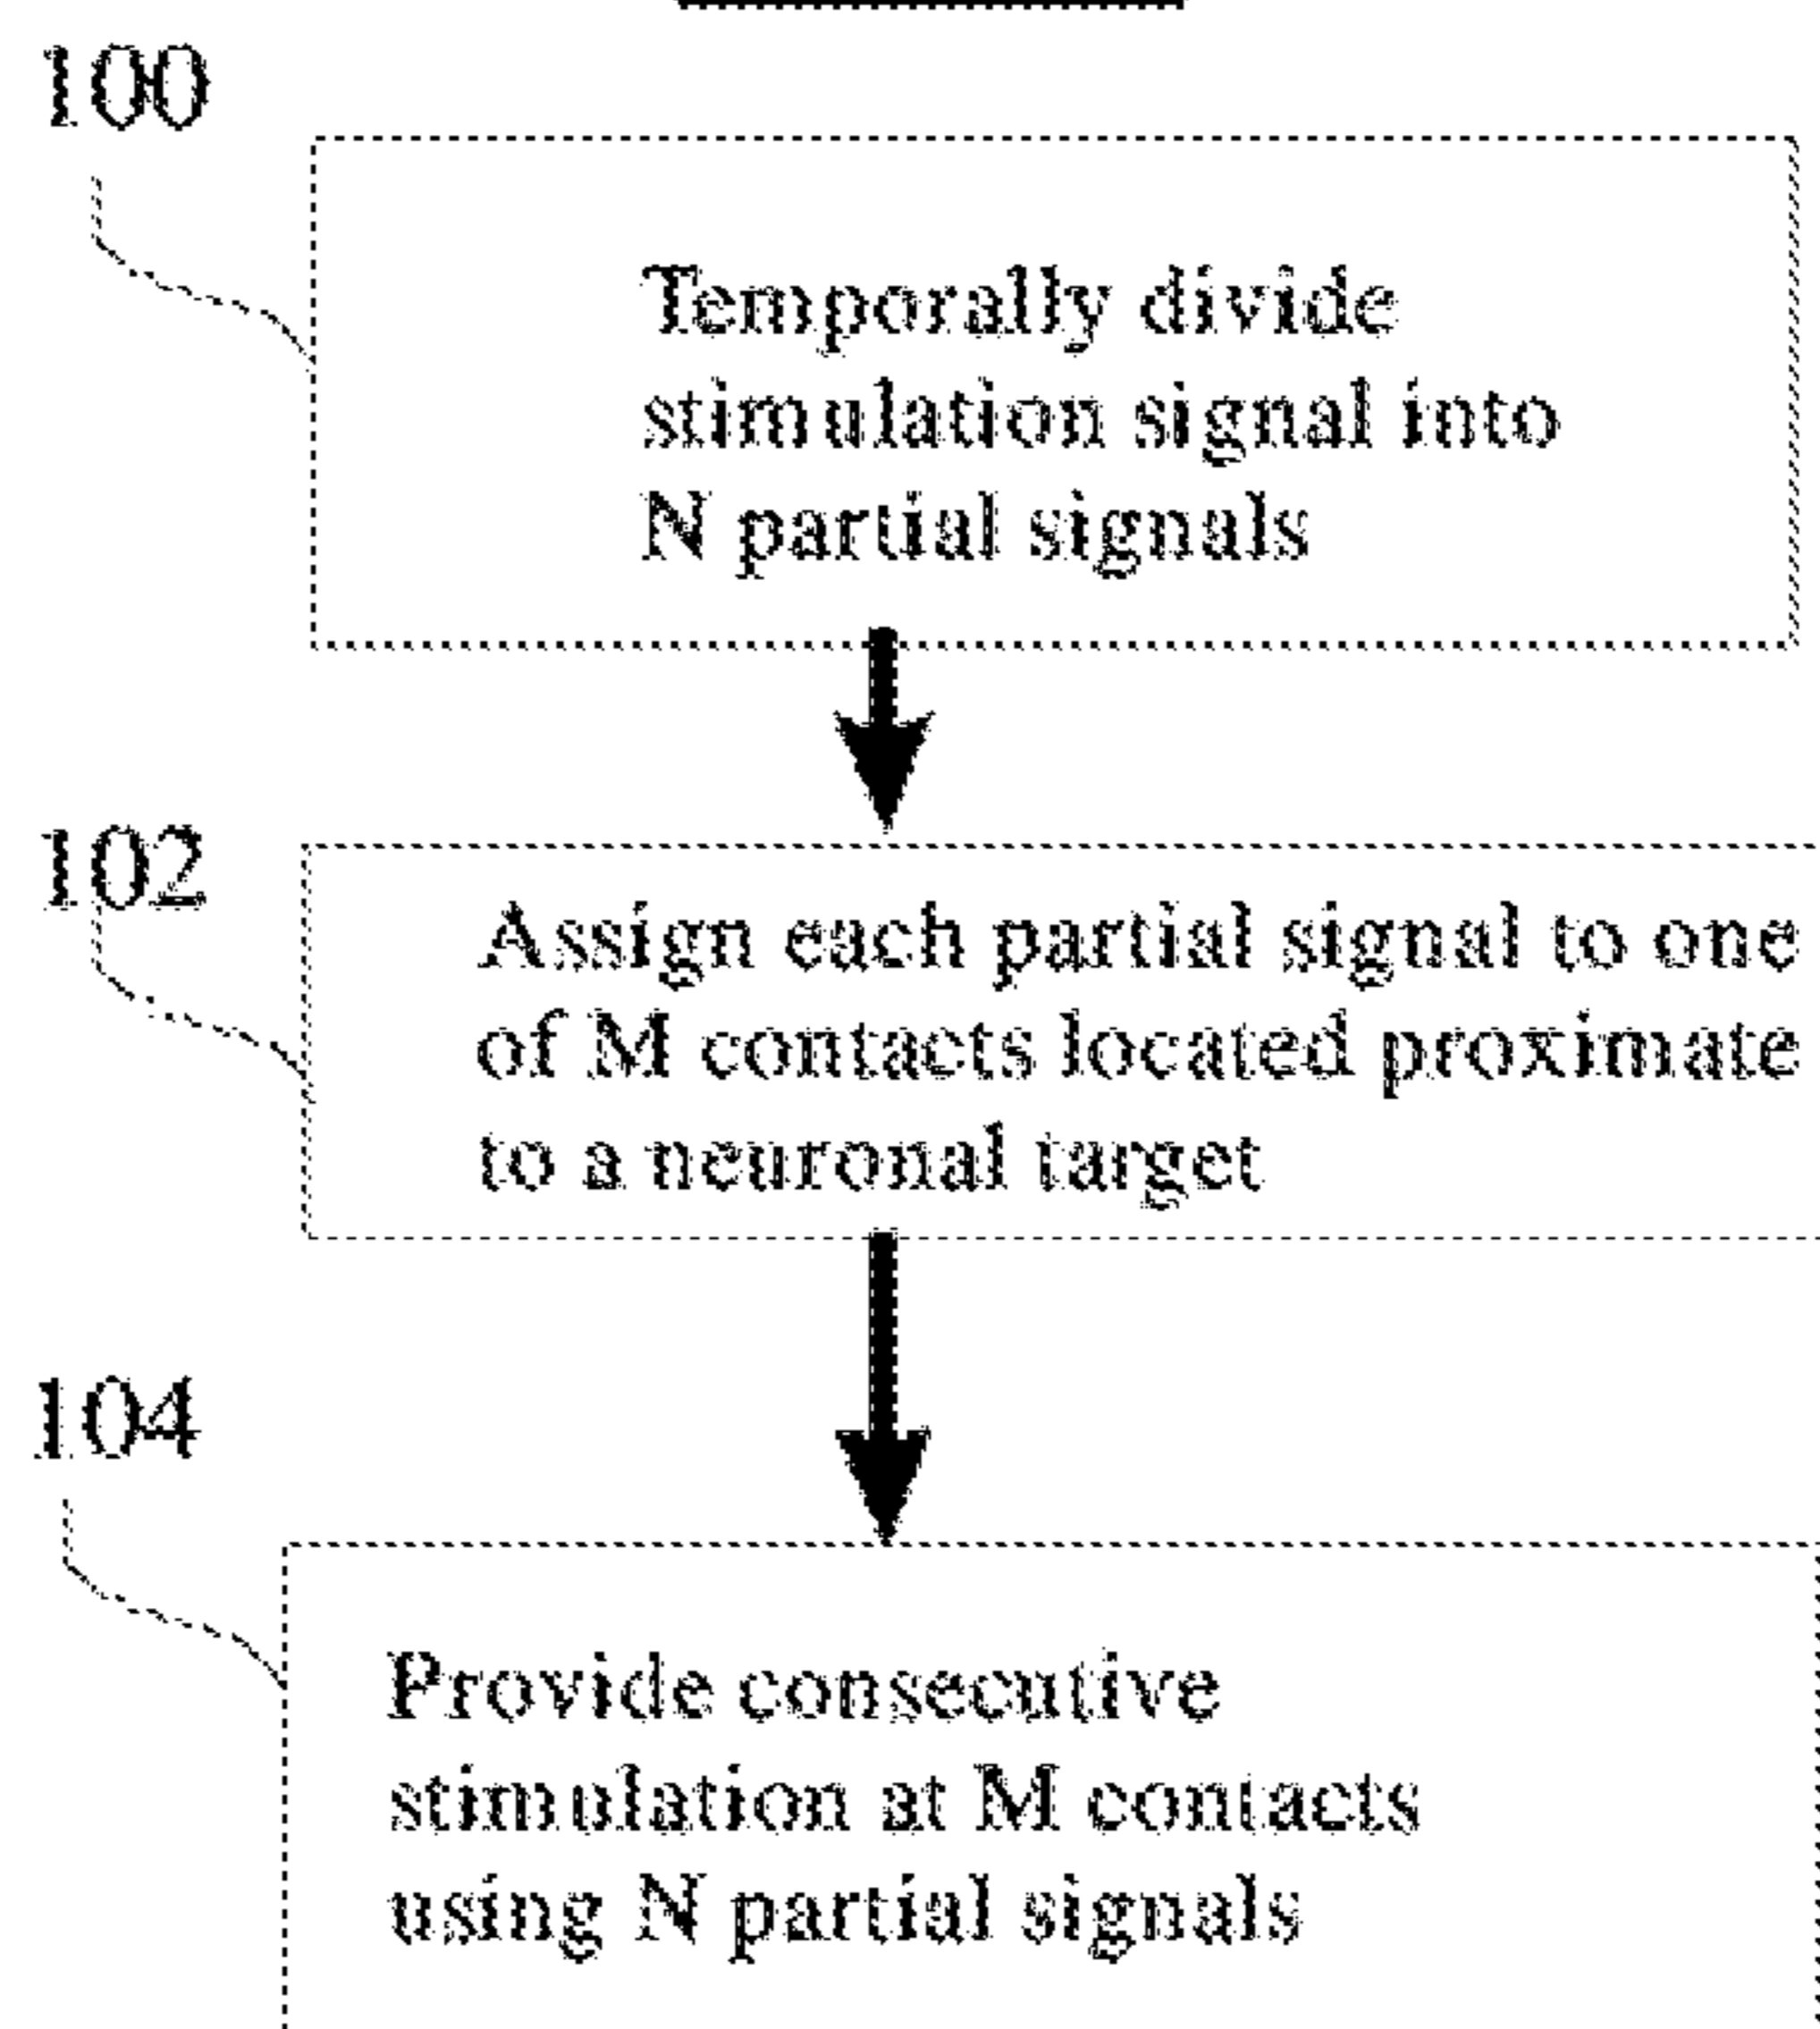 100
Temporally divide
stimulation signal into
N partial signals
102
Assign each partial signal to one
of M contacts located proximate
to a neuronal target
104
Provide consecutive
stimulation at M contacts
using N partial signals